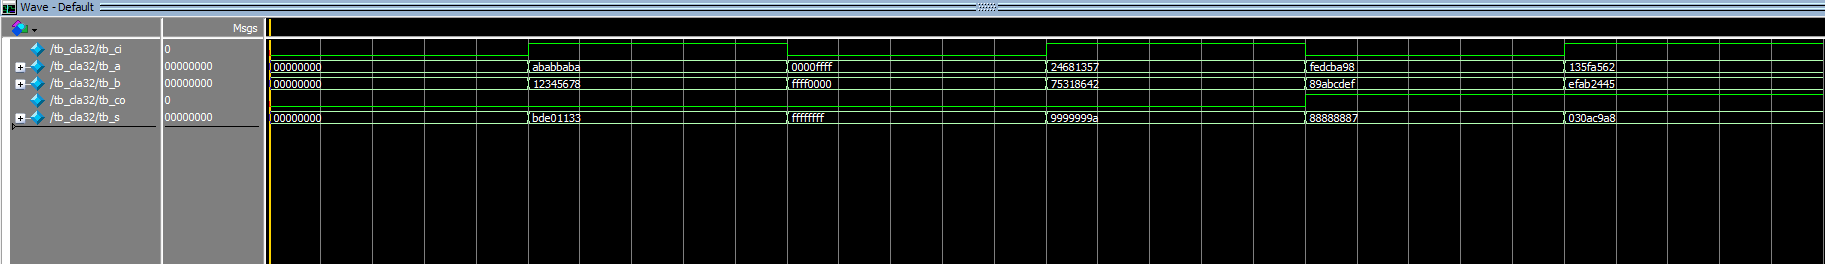 Wave - Default
Msgs
/tb_cla32/tb_ci 0
/tb_cla32/tb_a 00000000 00000000 ababbaba 0000ffff 24681357 fedcba98 135fa562
/tb_cla32/tb_b 00000000 00000000 12345678 ffff0000 75318642 89abcdef efab2445
/tb_cla32/tb_co 0
/tb_cla32/tb_s 00000000 00000000 bde01133 ffffffff 9999999a 88888887 030ac9a8